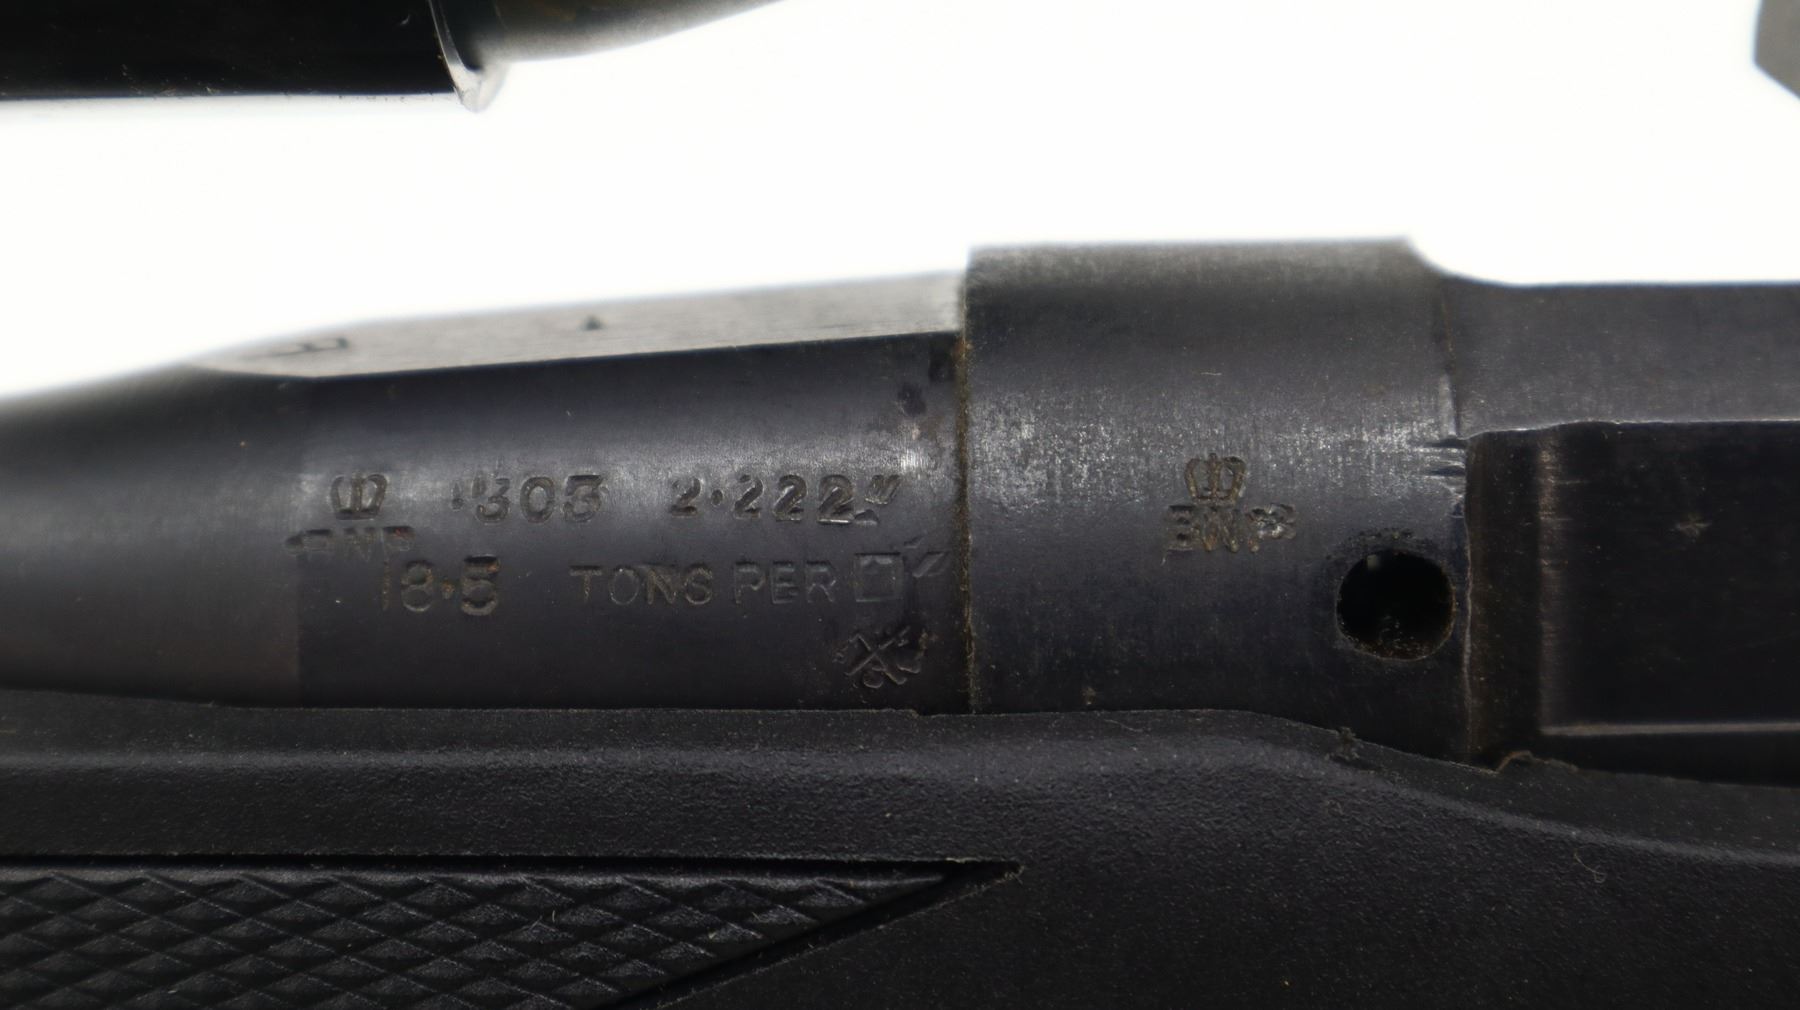 .303 2.222"
BNP
BNP
18.5 TONS PER □"